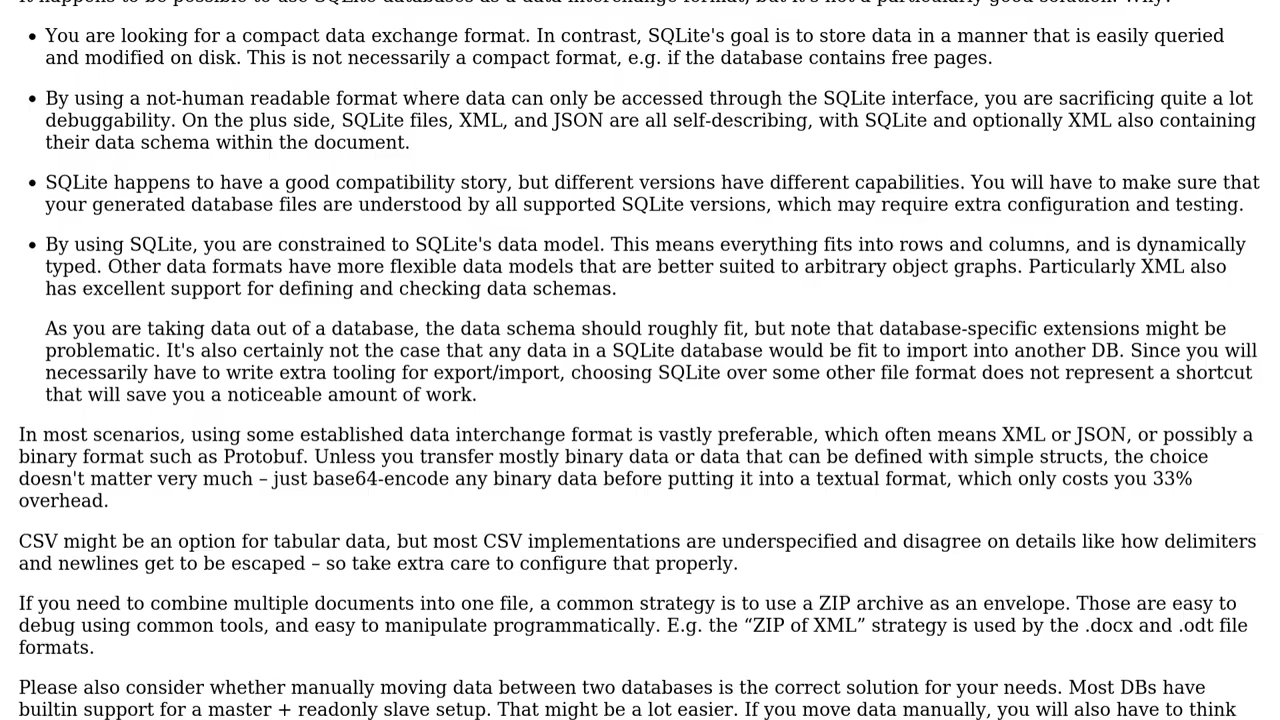 It happens to be possible to use SQLite databases as a data interchange format, but it's not a particularly good solution. Why?
• You are looking for a compact data exchange format. In contrast, SQLite's goal is to store data in a manner that is easily queried
and modified on disk. This is not necessarily a compact format, e.g. if the database contains free pages.
• By using a not-human readable format where data can only be accessed through the SQLite interface, you are sacrificing quite a lot
debuggability. On the plus side, SQLite files, XML, and JSON are all self-describing, with SQLite and optionally XML also containing
their data schema within the document.
• SQLite happens to have a good compatibility story, but different versions have different capabilities. You will have to make sure that
your generated database files are understood by all supported SQLite versions, which may require extra configuration and testing.
• By using SQLite, you are constrained to SQLite's data model. This means everything fits into rows and columns, and is dynamically
typed. Other data formats have more flexible data models that are better suited to arbitrary object graphs. Particularly XML also
has excellent support for defining and checking data schemas.
As you are taking data out of a database, the data schema should roughly fit, but note that database-specific extensions might be
problematic. It's also certainly not the case that any data in a SQLite database would be fit to import into another DB. Since you will
necessarily have to write extra tooling for export/import, choosing SQLite over some other file format does not represent a shortcut
that will save you a noticeable amount of work.
In most scenarios, using some established data interchange format is vastly preferable, which often means XML or JSON, or possibly a
binary format such as Protobuf. Unless you transfer mostly binary data or data that can be defined with simple structs, the choice
doesn't matter very much – just base64-encode any binary data before putting it into a textual format, which only costs you 33%
overhead.
CSV might be an option for tabular data, but most CSV implementations are underspecified and disagree on details like how delimiters
and newlines get to be escaped – so take extra care to configure that properly.
If you need to combine multiple documents into one file, a common strategy is to use a ZIP archive as an envelope. Those are easy to
debug using common tools, and easy to manipulate programmatically. E.g. the “ZIP of XML” strategy is used by the .docx and .odt file
formats.
Please also consider whether manually moving data between two databases is the correct solution for your needs. Most DBs have
builtin support for a master + readonly slave setup. That might be a lot easier. If you move data manually, you will also have to think